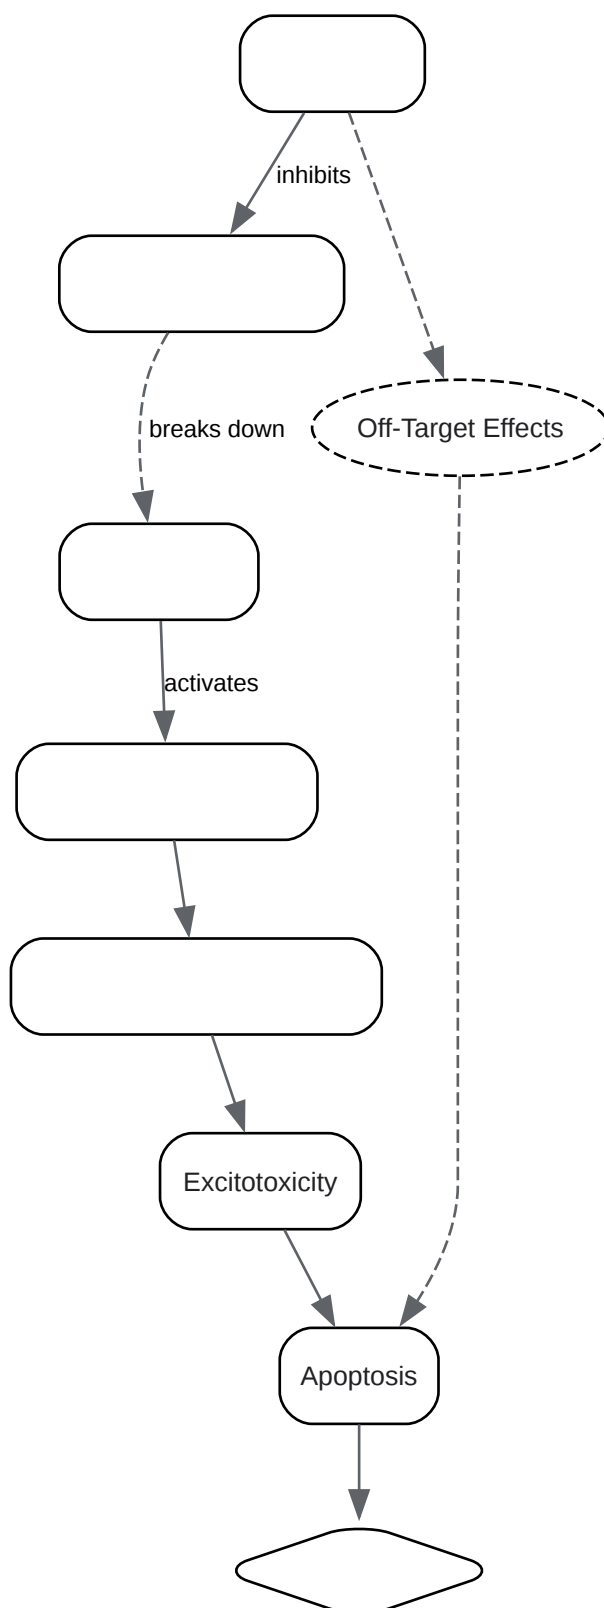 inhibits
breaks down
Off-Target Effects
activates
Excitotoxicity
Apoptosis